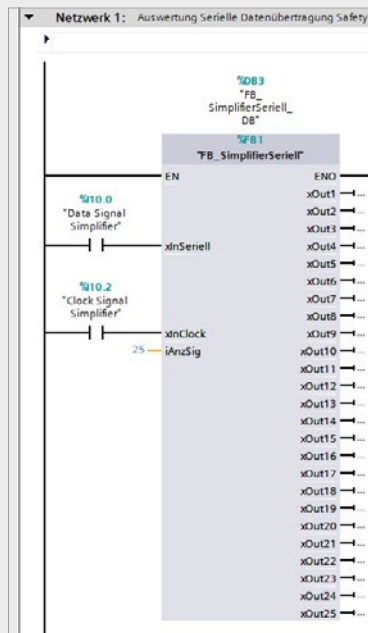 Netzwerk 1: Auswertung Serielle Datenübertragung Safety
%DB3
"FB_
SimplifierSeriell_
DB"
%FB1
"FB_SimplifierSeriell"
EN ENO
%I10.0
"Data Signal
Simplifier"
xInSeriell
%I10.2
"Clock Signal
Simplifier"
xInClock
25 iAnzSig
xOut1 ...
xOut2 ...
xOut3 ...
xOut4 ...
xOut5 ...
xOut6 ...
xOut7 ...
xOut8 ...
xOut9 ...
xOut10 ...
xOut11 ...
xOut12 ...
xOut13 ...
xOut14 ...
xOut15 ...
xOut16 ...
xOut17 ...
xOut18 ...
xOut19 ...
xOut20 ...
xOut21 ...
xOut22 ...
xOut23 ...
xOut24 ...
xOut25 ...